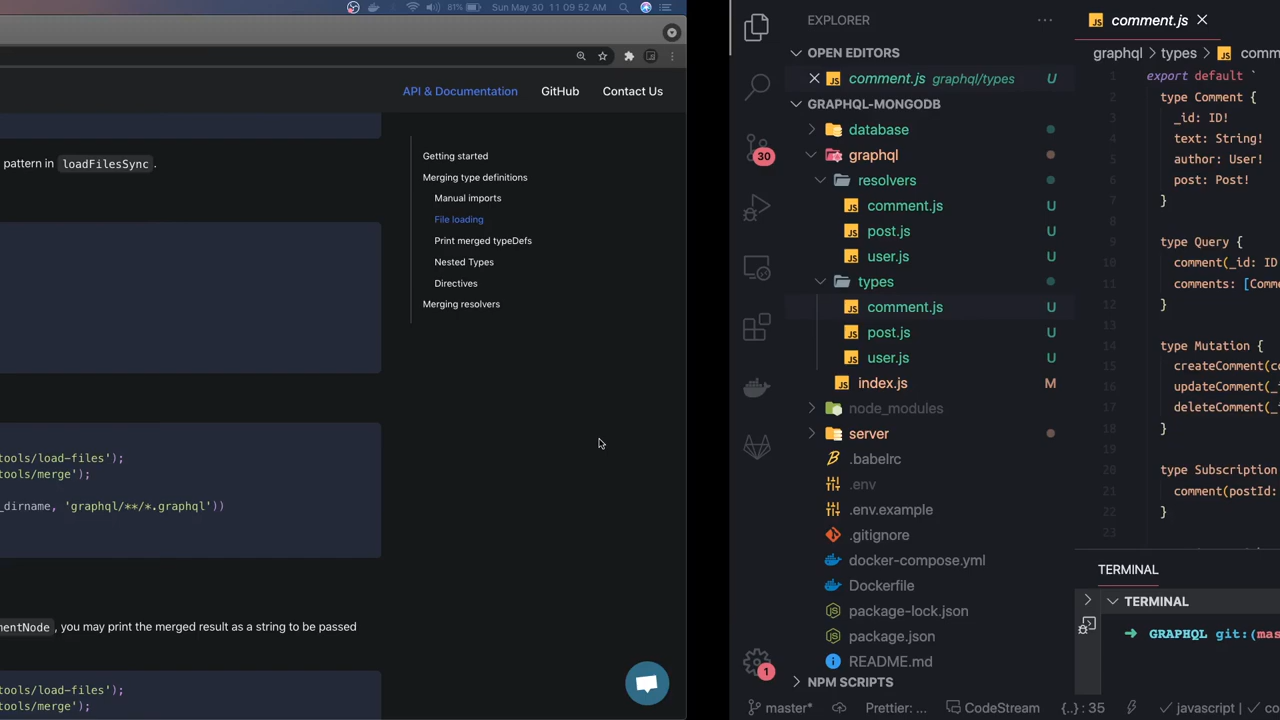 81%
Sun May 30 11:09:52 AM
API & Documentation
GitHub
Contact Us
pattern in loadFilesSync.
Getting started
Merging type definitions
Manual imports
File loading
Print merged typeDefs
Nested Types
Directives
Merging resolvers
tools/load-files');
tools/merge');
_dirname, 'graphql/**/*.graphql'))
mentNode, you may print the merged result as a string to be passed
tools/load-files');
tools/merge');
EXPLORER
OPEN EDITORS
comment.js graphql/types U
GRAPHQL-MONGODB
database
graphql
resolvers
comment.js U
post.js U
user.js U
types
comment.js U
post.js U
user.js U
index.js M
node_modules
server
.babelrc
.env
.env.example
.gitignore
docker-compose.yml
Dockerfile
package-lock.json
package.json
README.md
NPM SCRIPTS
30
1
comment.js
graphql > types > comm
1 export default `
2 type Comment {
3 _id: ID!
4 text: String!
5 author: User!
6 post: Post!
7 }
8
9 type Query {
10 comment(_id: ID
11 comments: [Comme
12 }
13
14 type Mutation {
15 createComment(co
16 updateComment(_i
17 deleteComment(_i
18 }
19
20 type Subscription
21 comment(postId:
22 }
23
TERMINAL
TERMINAL
GRAPHQL git:(mas
master*
Prettier: ...
CodeStream
{..} : 35
javascript | co